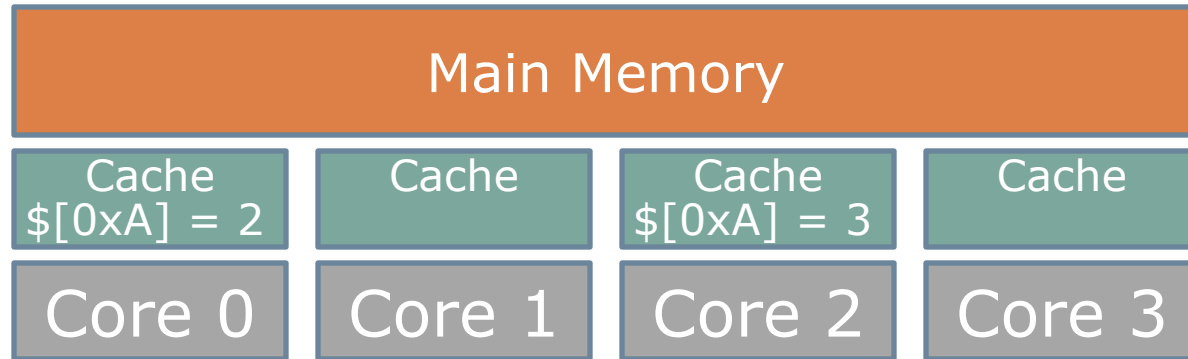 Main Memory
Cache
$[0xA] = 2
Cache
Cache
$[0xA] = 3
Cache
Core 0
Core 1
Core 2
Core 3